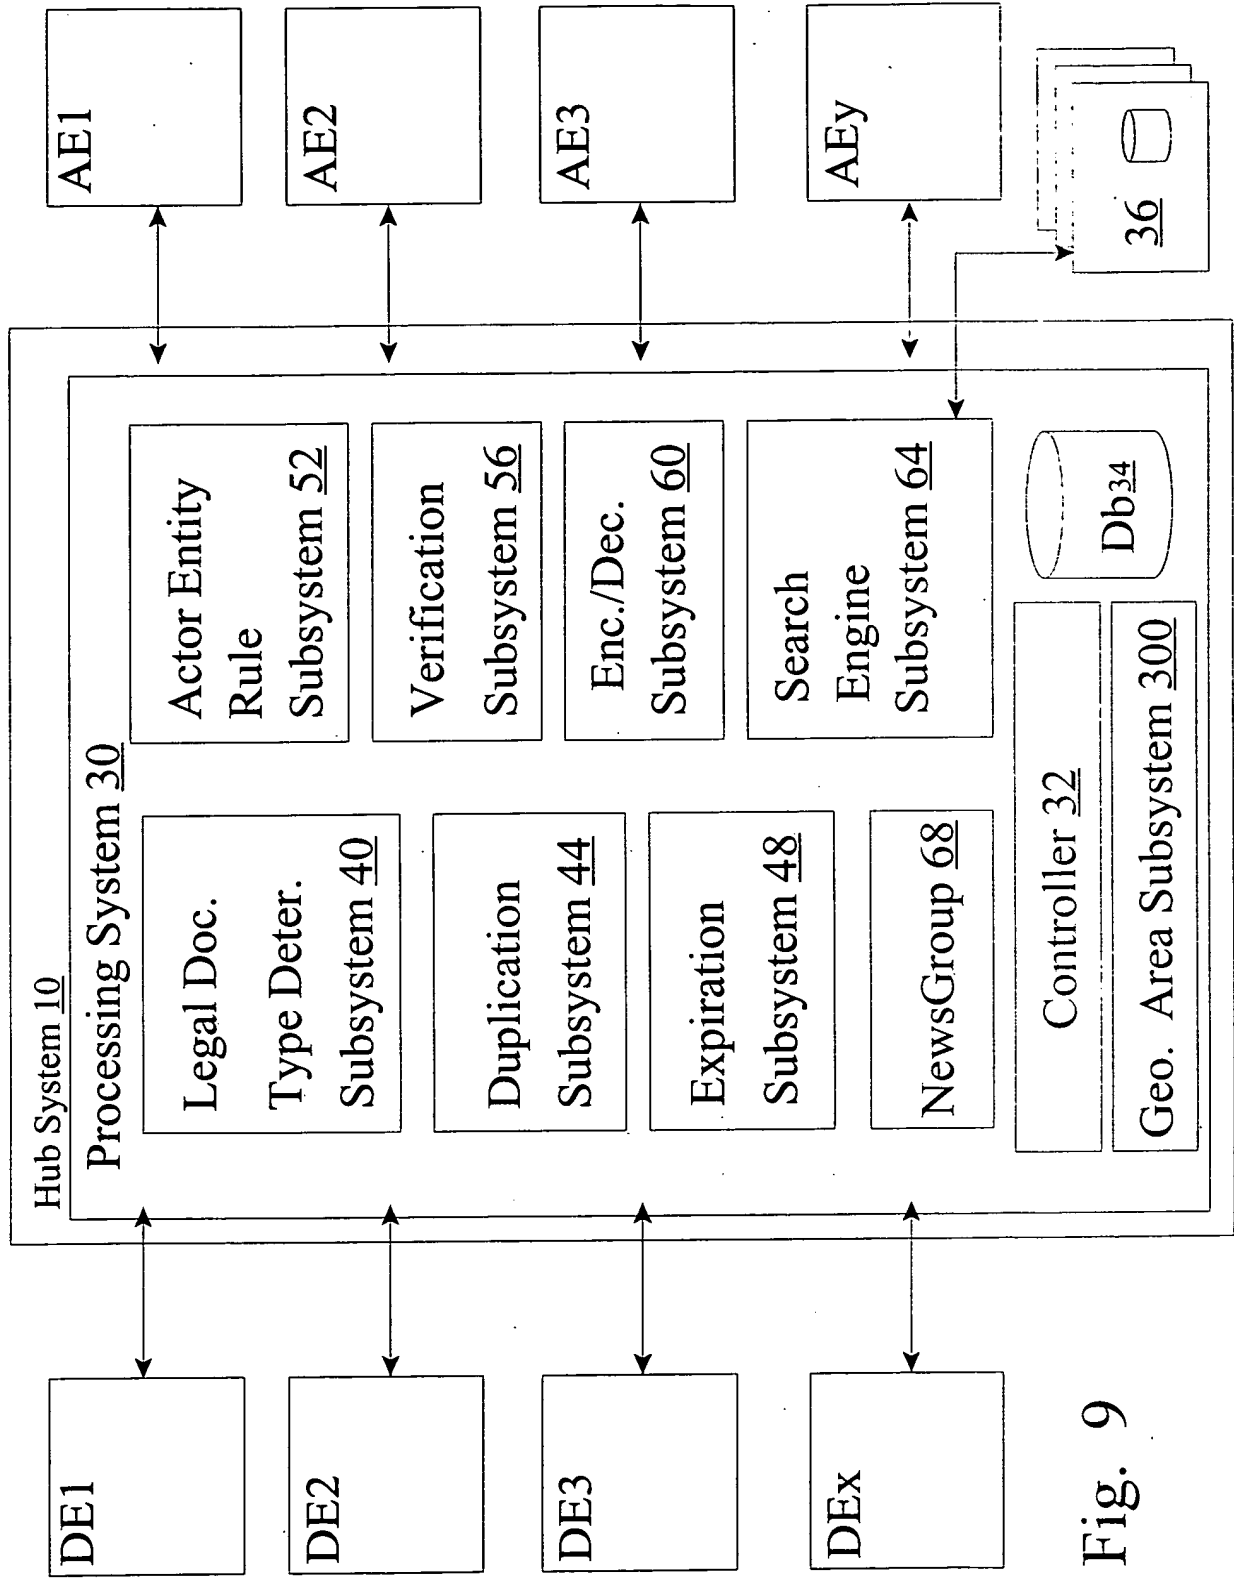 Hub System 10
Processing System 30
DE1
DE2
DE3
DEx
Legal Doc.
Type Deter.
Subsystem 40
Duplication
Subsystem 44
Expiration
Subsystem 48
NewsGroup 68
Actor Entity
Rule
Subsystem 52
Verification
Subsystem 56
Enc./Dec.
Subsystem 60
Search
Engine
Subsystem 64
Controller 32
Geo. Area Subsystem 300
Db34
AE1
AE2
AE3
AEy
36
Fig. 9